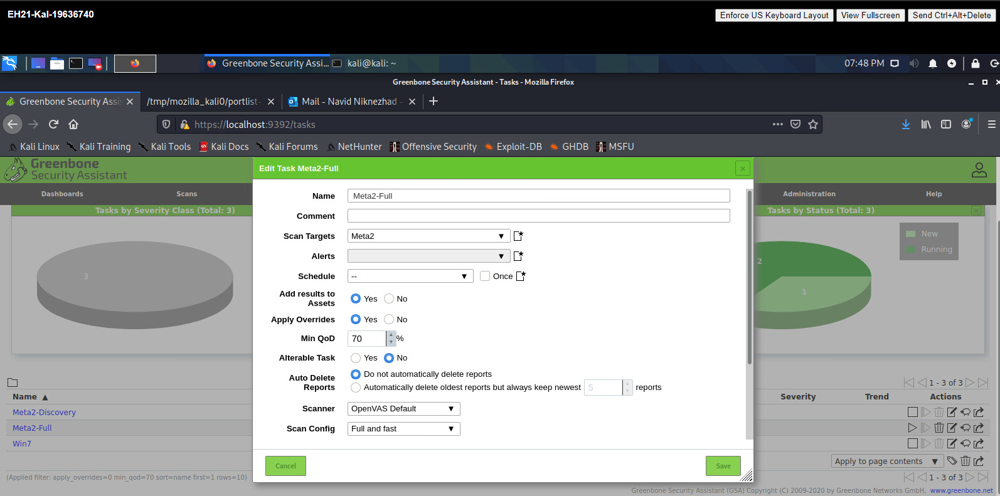 EH21-Kal-19636740
Enforce US Keyboard Layout View Fullscreen Send Ctrl+Alt+Delete
Greenbone Security Assi... kali@kali: ~ 07:48 PM
Greenbone Security Assistant - Tasks - Mozilla Firefox
Greenbone Security Assis /tmp/mozilla_kali0/portlist- Mail - Navid Niknezhad -
https://localhost:9392/tasks
Kali Linux Kali Training Kali Tools Kali Docs Kali Forums NetHunter Offensive Security Exploit-DB GHDB MSFU
Greenbone
Security Assistant
Edit Task Meta2-Full
Dashboards Scans Administration Help
Tasks by Severity Class (Total: 3) Tasks by Status (Total: 3)
Name Meta2-Full
Comment
Scan Targets Meta2
Alerts
Schedule -- Once
Add results to Assets Yes No
Apply Overrides Yes No
Min QoD 70 %
Alterable Task Yes No
Auto Delete Reports Do not automatically delete reports
Automatically delete oldest reports but always keep newest 5 reports
Scanner OpenVAS Default
Scan Config Full and fast
Cancel Save
3
New
Running
2
1
1 - 3 of 3
Name Severity Trend Actions
Meta2-Discovery
Meta2-Full
Win7
Apply to page contents
(Applied filter: apply_overrides=0 min_qod=70 sort=name first=1 rows=10) 1 - 3 of 3
Greenbone Security Assistant (GSA) Copyright (C) 2009-2020 by Greenbone Networks GmbH, www.greenbone.net